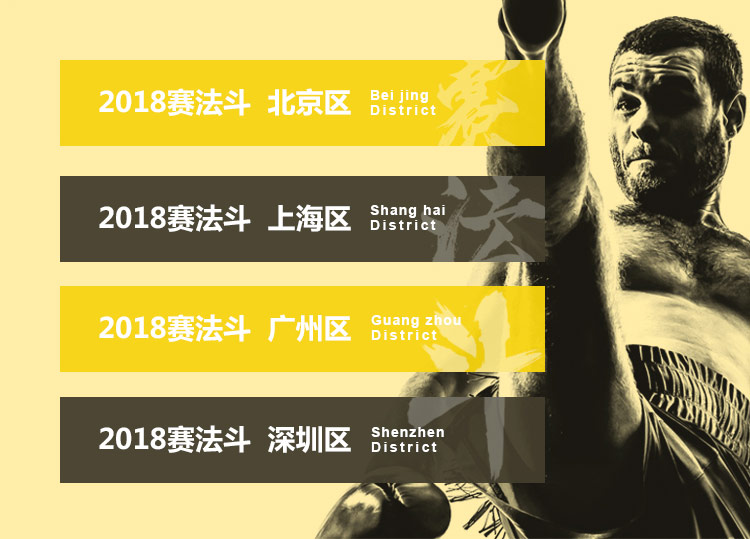 2018赛法斗 北京区 Bei jing
District
2018赛法斗 上海区 Shang hai
District
2018赛法斗 广州区 Guang zhou
District
2018赛法斗 深圳区 Shenzhen
District
赛
法
斗